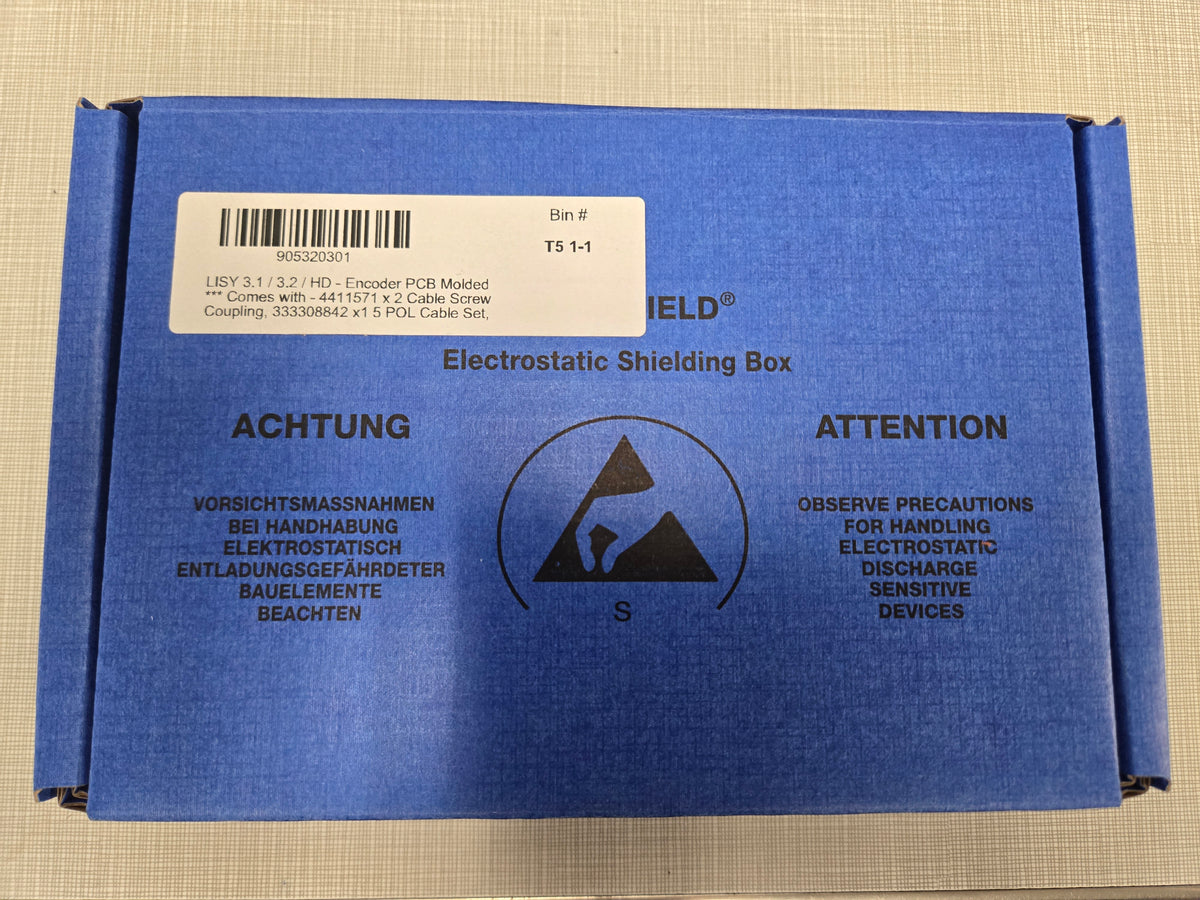 905320301
Bin #
T5 1-1
LISY 3.1 / 3.2 / HD - Encoder PCB Molded
*** Comes with - 4411571 x 2 Cable Screw
Coupling, 333308842 x1 5 POL Cable Set,
IELD®
Electrostatic Shielding Box
ACHTUNG
VORSICHTSMASSNAHMEN
BEI HANDHABUNG
ELEKTROSTATISCH
ENTLADUNGSGEFÄHRDETER
BAUELEMENTE
BEACHTEN
S
ATTENTION
OBSERVE PRECAUTIONS
FOR HANDLING
ELECTROSTATIC
DISCHARGE
SENSITIVE
DEVICES